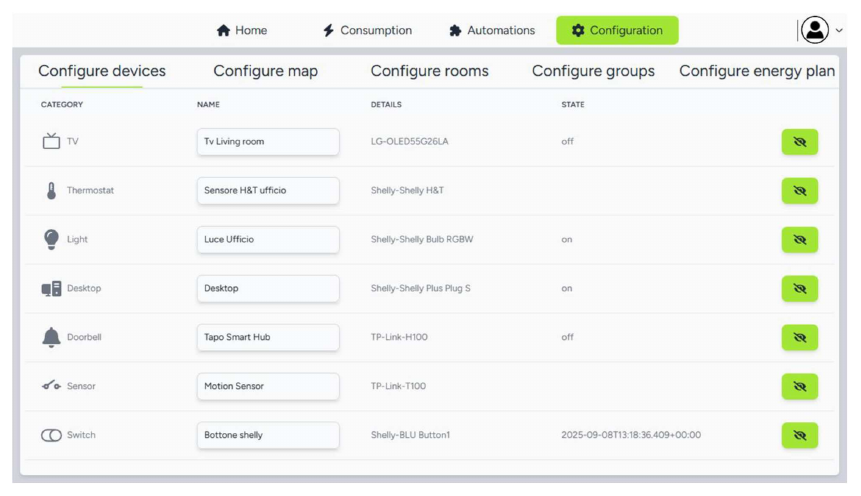 Home Consumption Automations Configuration
Configure devices Configure map Configure rooms Configure groups Configure energy plan
CATEGORY NAME DETAILS STATE
TV Tv Living room LG-OLED55G26LA off
Thermostat Sensore H&T ufficio Shelly-Shelly H&T
Light Luce Ufficio Shelly-Shelly Bulb RGBW on
Desktop Desktop Shelly-Shelly Plus Plug S on
Doorbell Tapo Smart Hub TP-Link-H100 off
Sensor Motion Sensor TP-Link-T100
Switch Bottone shelly Shelly-BLU Button1 2025-09-08T13:18:36.409+00:00